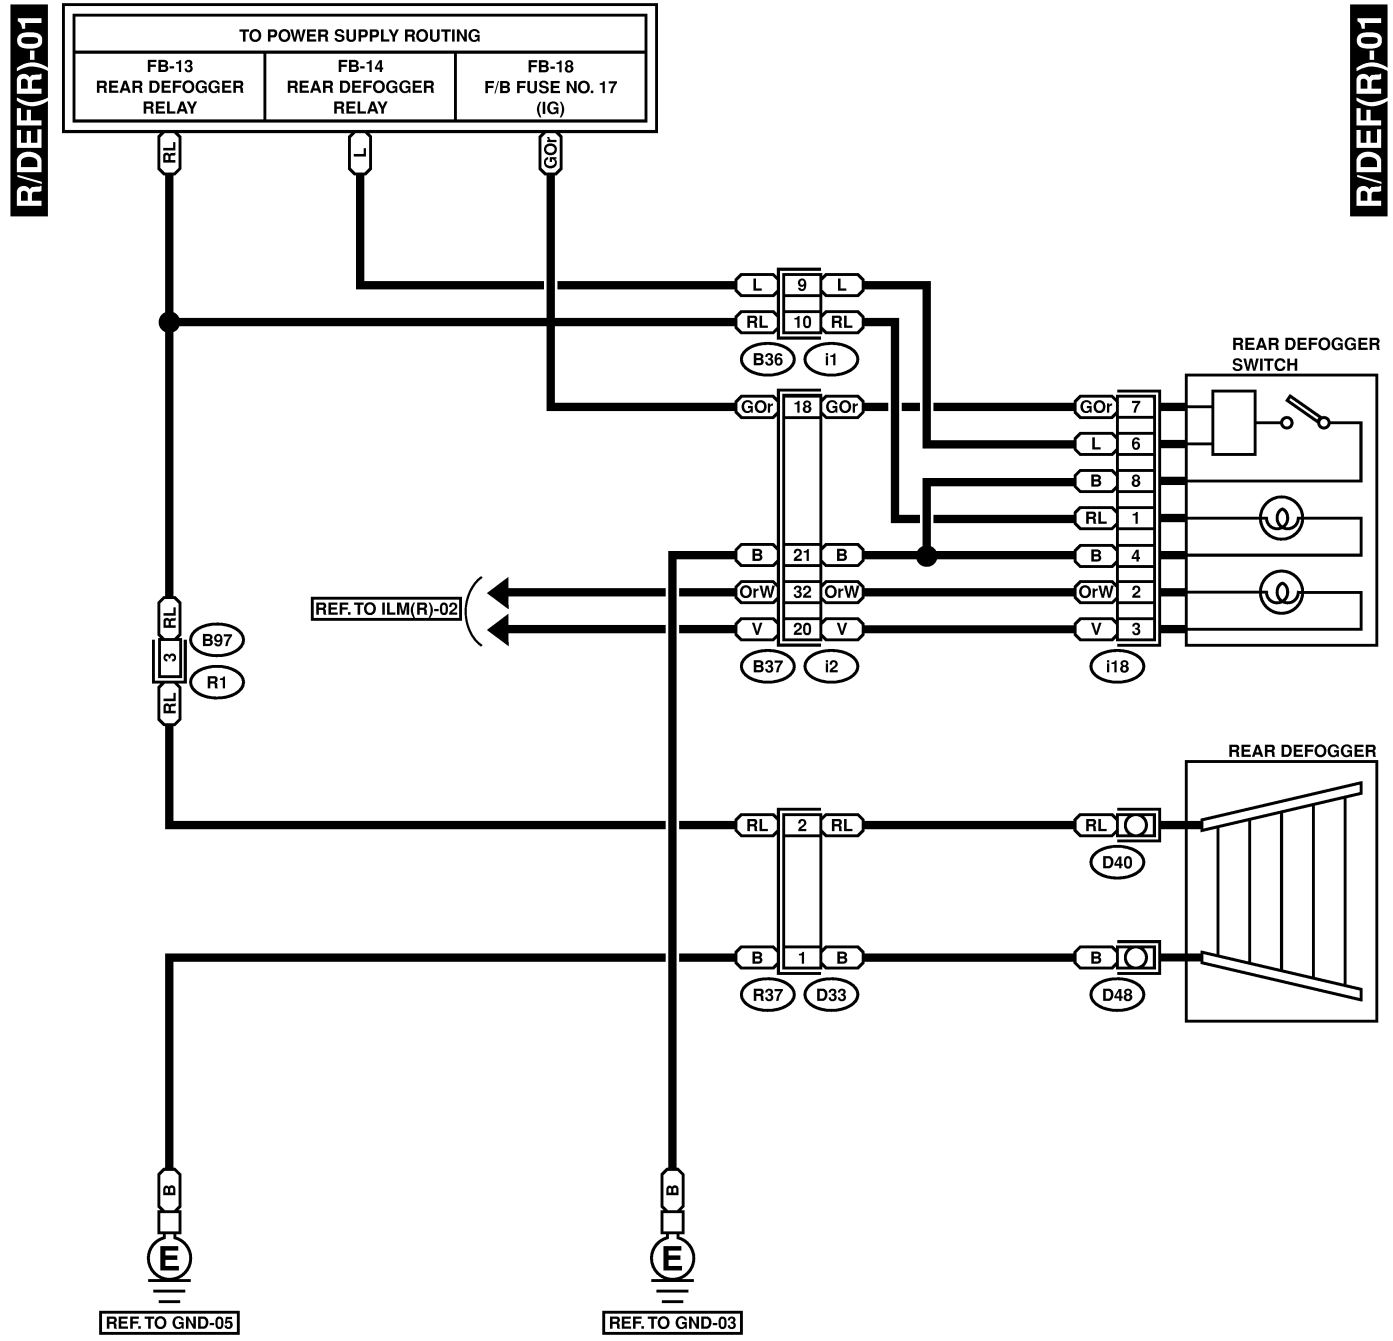 R/DEF(R)-01
R/DEF(R)-01
TO POWER SUPPLY ROUTING
FB-13
REAR DEFOGGER
RELAY
FB-14
REAR DEFOGGER
RELAY
FB-18
F/B FUSE NO. 17
(IG)
RL
L
GOr
L 9 L
RL 10 RL
B36 i1
REAR DEFOGGER
SWITCH
GOr 18 GOr
GOr 7
L 6
B 8
RL 1
B 21 B
B 4
OrW 32 OrW
OrW 2
REF. TO ILM(R)-02
V 20 V
V 3
B37 i2
i18
RL
3
RL
B97
R1
REAR DEFOGGER
RL 2 RL
RL
D40
B 1 B
B
R37 D33
D48
B
B
E
E
REF. TO GND-05
REF. TO GND-03